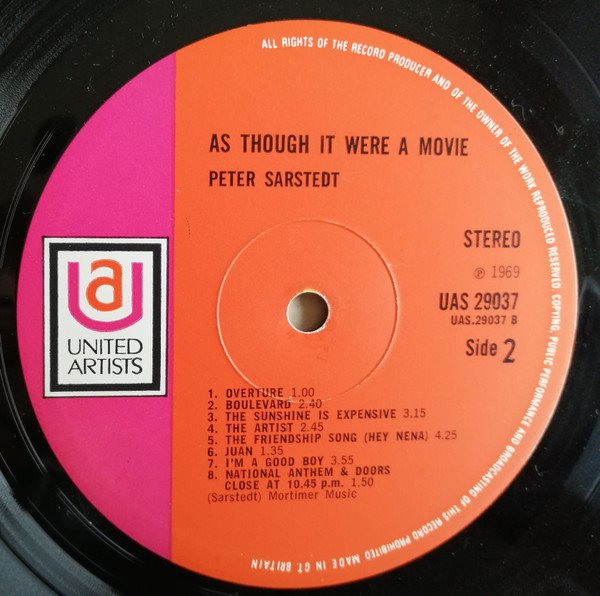 ALL RIGHTS OF THE RECORD PRODUCER AND OF THE OWNER OF THE WORK REPRODUCED RESERVED. COPYING, PUBLIC PERFORMANCE AND BROADCASTING OF THIS RECORD PROHIBITED MADE IN GT. BRITAIN
AS THOUGH IT WERE A MOVIE
PETER SARSTEDT
STEREO
℗ 1969
UAS 29037
UAS.29037 B
Side 2
ua
UNITED
ARTISTS
1. OVERTURE 1.00
2. BOULEVARD 2.40
3. THE SUNSHINE IS EXPENSIVE 3.15
4. THE ARTIST 2.45
5. THE FRIENDSHIP SONG (HEY NENA) 4.25
6. JUAN 1.35
7. I'M A GOOD BOY 3.55
8. NATIONAL ANTHEM & DOORS
CLOSE AT 10.45 p.m. 1.50
(Sarstedt) Mortimer Music